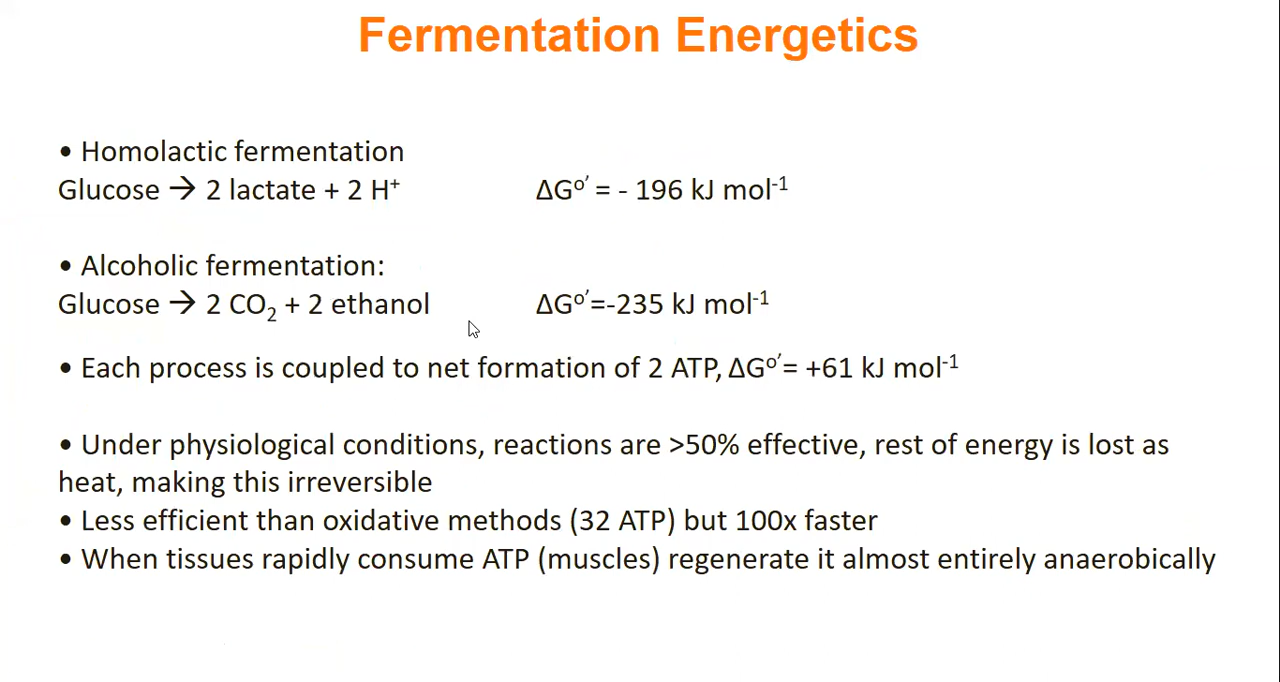 Fermentation Energetics
• Homolactic fermentation
Glucose → 2 lactate + 2 H⁺ ΔG°′ = - 196 kJ mol⁻¹
• Alcoholic fermentation:
Glucose → 2 CO₂ + 2 ethanol ΔG°′=-235 kJ mol⁻¹
• Each process is coupled to net formation of 2 ATP, ΔG°′= +61 kJ mol⁻¹
• Under physiological conditions, reactions are >50% effective, rest of energy is lost as
heat, making this irreversible
• Less efficient than oxidative methods (32 ATP) but 100x faster
• When tissues rapidly consume ATP (muscles) regenerate it almost entirely anaerobically